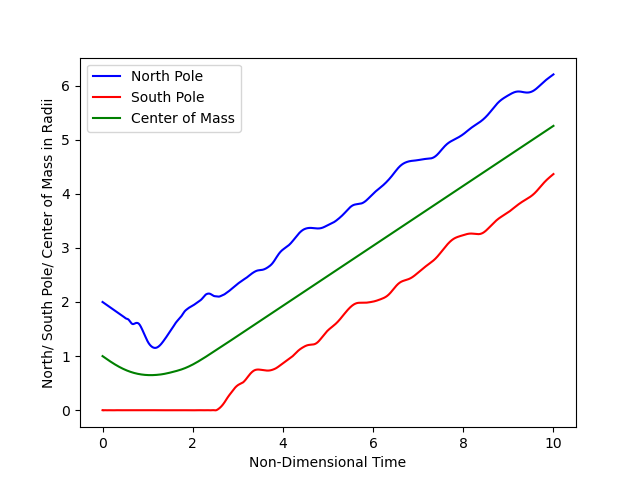 North Pole
South Pole
Center of Mass
North/ South Pole/ Center of Mass in Radii
6
5
4
3
2
1
0
0 2 4 6 8 10
Non-Dimensional Time